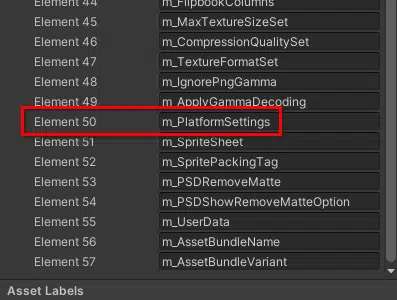 Element 44 m_FlipbookColumns
Element 45 m_MaxTextureSizeSet
Element 46 m_CompressionQualitySet
Element 47 m_TextureFormatSet
Element 48 m_IgnorePngGamma
Element 49 m_ApplyGammaDecoding
Element 50 m_PlatformSettings
Element 51 m_SpriteSheet
Element 52 m_SpritePackingTag
Element 53 m_PSDRemoveMatte
Element 54 m_PSDShowRemoveMatteOption
Element 55 m_UserData
Element 56 m_AssetBundleName
Element 57 m_AssetBundleVariant
Asset Labels